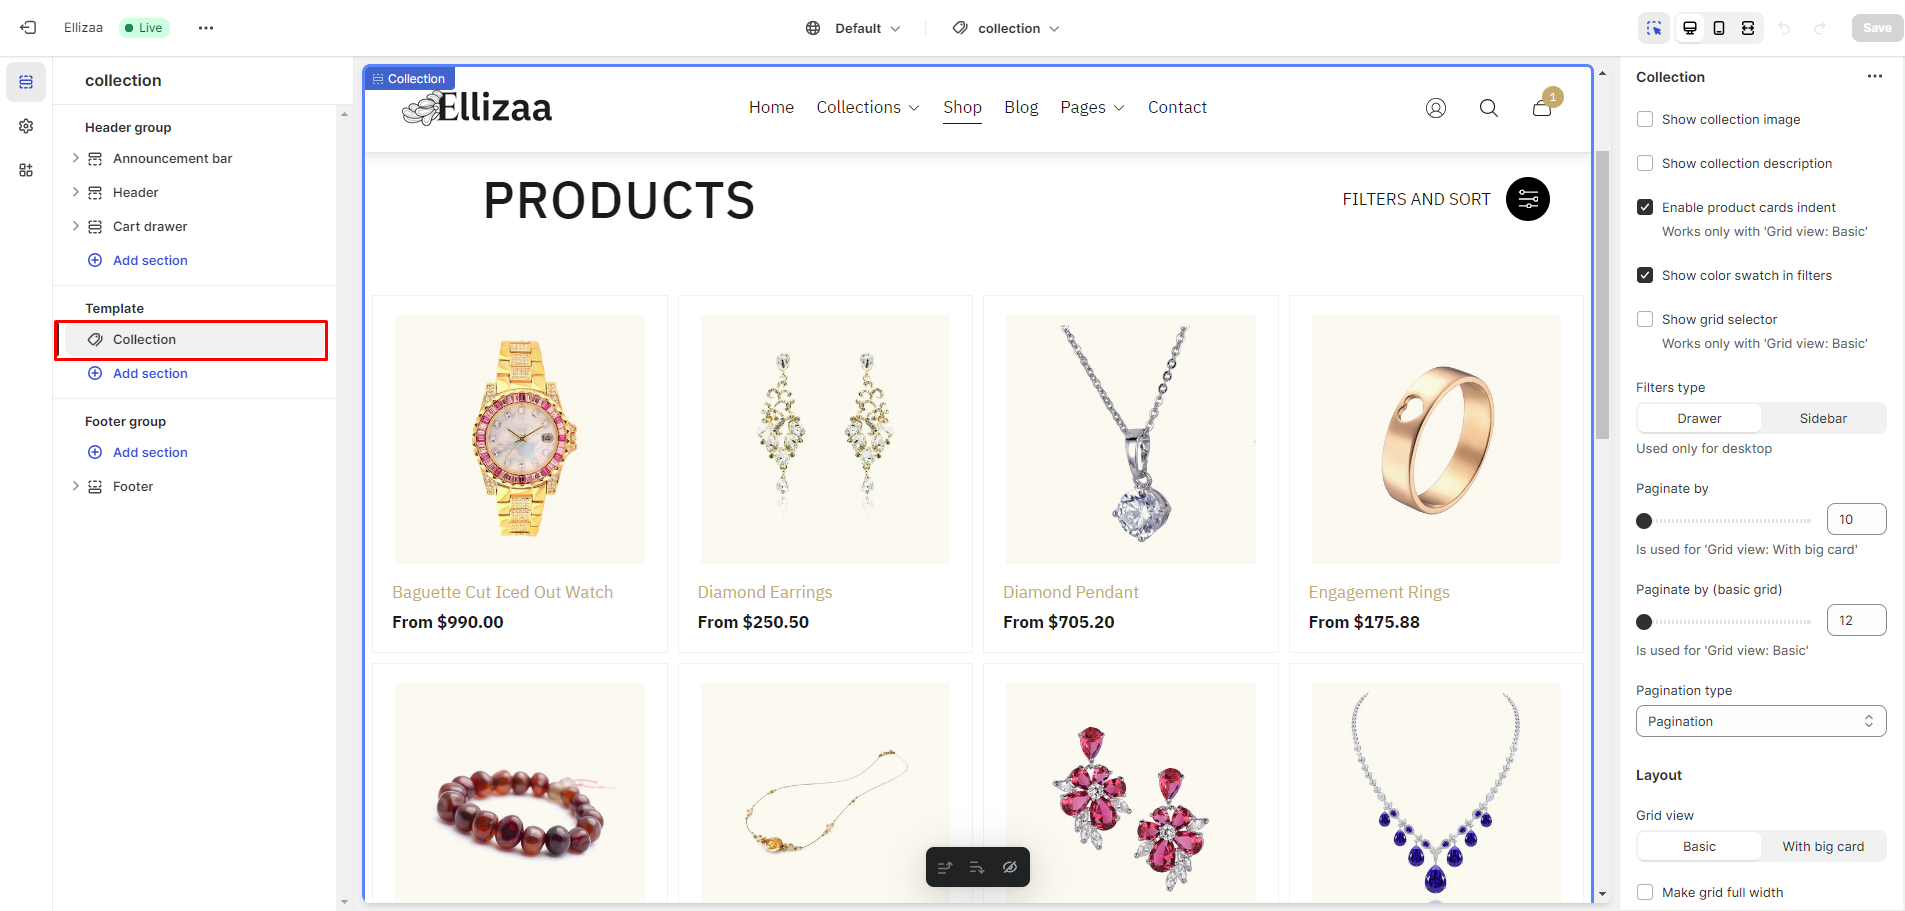 Ellizaa
Live
Default
collection
Save
collection
Header group
Announcement bar
Header
Cart drawer
Add section
Template
Collection
Add section
Footer group
Add section
Footer
Collection
Ellizaa
Home
Collections
Shop
Blog
Pages
Contact
1
PRODUCTS
FILTERS AND SORT
Baguette Cut Iced Out Watch
From $990.00
Diamond Earrings
From $250.50
Diamond Pendant
From $705.20
Engagement Rings
From $175.88
Collection
Show collection image
Show collection description
Enable product cards indent
Works only with 'Grid view: Basic'
Show color swatch in filters
Show grid selector
Works only with 'Grid view: Basic'
Filters type
Drawer
Sidebar
Used only for desktop
Paginate by
10
Is used for 'Grid view: With big card'
Paginate by (basic grid)
12
Is used for 'Grid view: Basic'
Pagination type
Pagination
Layout
Grid view
Basic
With big card
Make grid full width